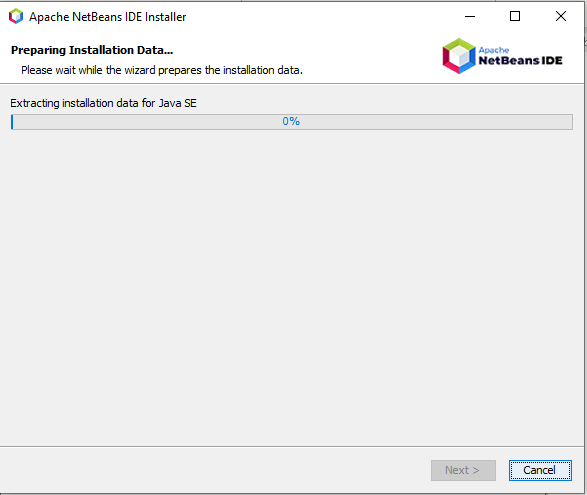 Apache NetBeans IDE Installer
Preparing Installation Data...
Please wait while the wizard prepares the installation data.
Apache
NetBeans IDE
Extracting installation data for Java SE
0%
Next >
Cancel